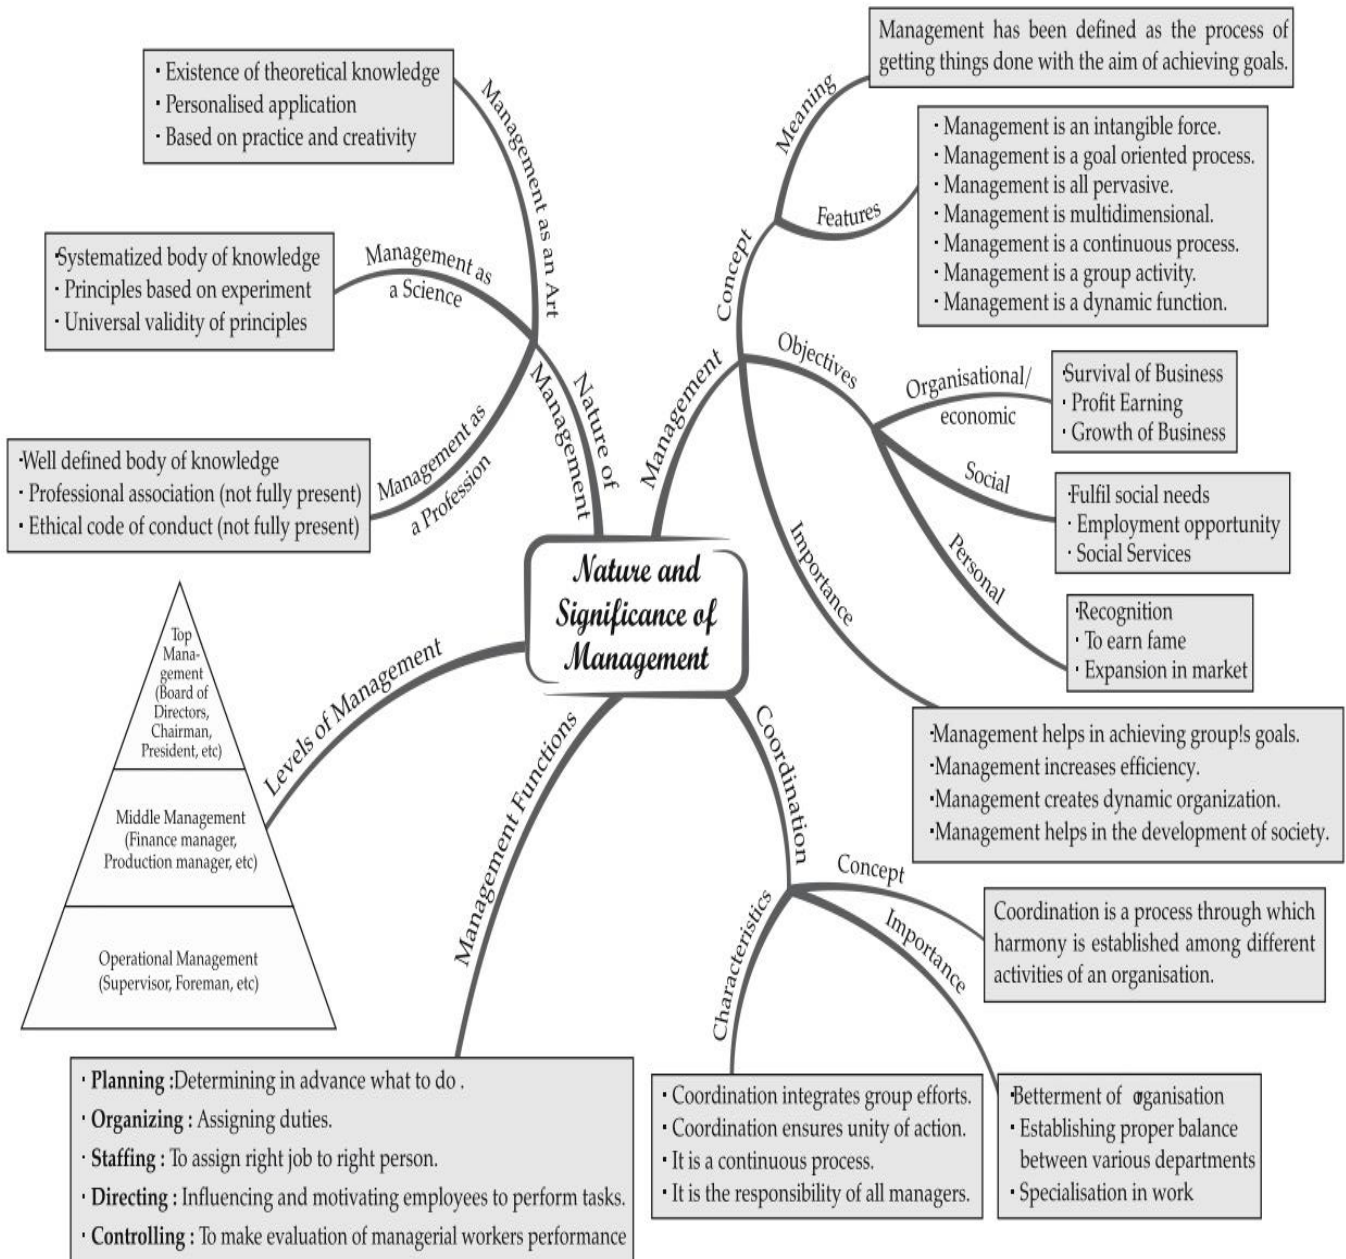 Management has been defined as the process of
getting things done with the aim of achieving goals.
Meaning
· Management is an intangible force.
· Management is a goal oriented process.
· Management is all pervasive.
· Management is multidimensional.
· Management is a continuous process.
· Management is a group activity.
· Management is a dynamic function.
Features
Concept
Management
Objectives
Organisational/
economic
·Survival of Business
· Profit Earning
· Growth of Business
Social
·Fulfil social needs
· Employment opportunity
· Social Services
Personal
·Recognition
· To earn fame
· Expansion in market
Importance
·Management helps in achieving group!s goals.
·Management increases efficiency.
·Management creates dynamic organization.
·Management helps in the development of society.
· Existence of theoretical knowledge
· Personalised application
· Based on practice and creativity
Management as an Art
·Systematized body of knowledge
· Principles based on experiment
· Universal validity of principles
Management as
a Science
·Well defined body of knowledge
· Professional association (not fully present)
· Ethical code of conduct (not fully present)
Management as
a Profession
Nature of
Management
Nature and
Significance of
Management
Levels of Management
Top
Mana-
gement
(Board of
Directors,
Chairman,
President, etc)
Middle Management
(Finance manager,
Production manager, etc)
Operational Management
(Supervisor, Foreman, etc)
Management Functions
· Planning :Determining in advance what to do .
· Organizing : Assigning duties.
· Staffing : To assign right job to right person.
· Directing : Influencing and motivating employees to perform tasks.
· Controlling : To make evaluation of managerial workers performance
Coordination
Concept
Coordination is a process through which
harmony is established among different
activities of an organisation.
Importance
·Betterment of organisation
· Establishing proper balance
between various departments
· Specialisation in work
Characteristics
· Coordination integrates group efforts.
· Coordination ensures unity of action.
· It is a continuous process.
· It is the responsibility of all managers.